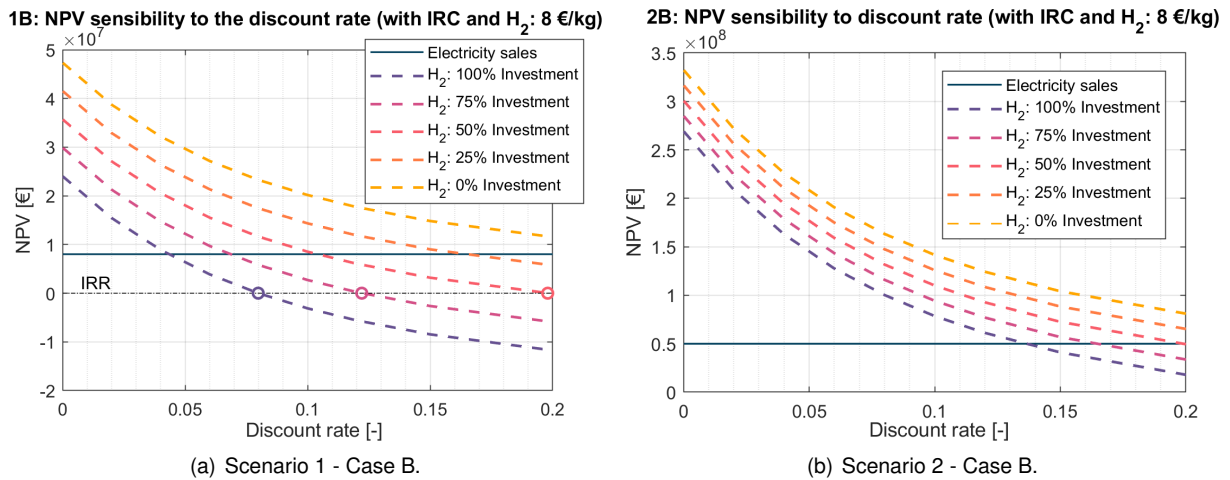 1B: NPV sensibility to the discount rate (with IRC and H2: 8 €/kg)
×10^7
5
4
3
2
1
0
-1
-2
NPV [€]
IRR
Electricity sales
H2: 100% Investment
H2: 75% Investment
H2: 50% Investment
H2: 25% Investment
H2: 0% Investment
0 0.05 0.1 0.15 0.2
Discount rate [-]
(a) Scenario 1 - Case B.
2B: NPV sensibility to discount rate (with IRC and H2: 8 €/kg)
×10^8
3.5
3
2.5
2
1.5
1
0.5
0
NPV [€]
Electricity sales
H2: 100% Investment
H2: 75% Investment
H2: 50% Investment
H2: 25% Investment
H2: 0% Investment
0 0.05 0.1 0.15 0.2
Discount rate [-]
(b) Scenario 2 - Case B.